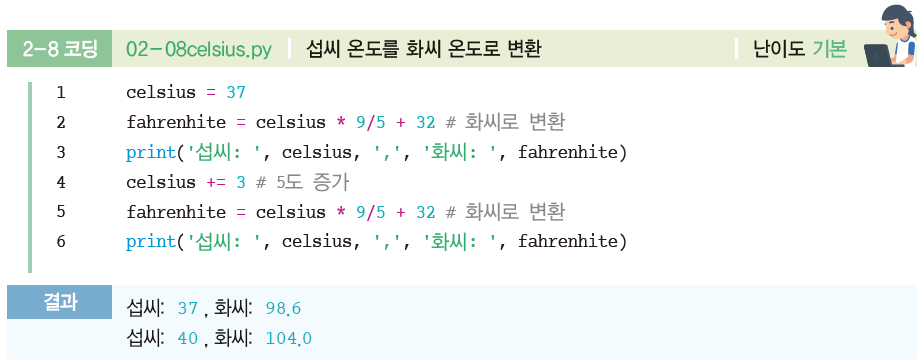 2-8 코딩 02-08celsius.py 섭씨 온도를 화씨 온도로 변환 난이도 기본
1 celsius = 37
2 fahrenhite = celsius * 9/5 + 32 # 화씨로 변환
3 print('섭씨: ', celsius, ',', '화씨: ', fahrenhite)
4 celsius += 3 # 5도 증가
5 fahrenhite = celsius * 9/5 + 32 # 화씨로 변환
6 print('섭씨: ', celsius, ',', '화씨: ', fahrenhite)
결과 섭씨: 37 , 화씨: 98.6
섭씨: 40 , 화씨: 104.0